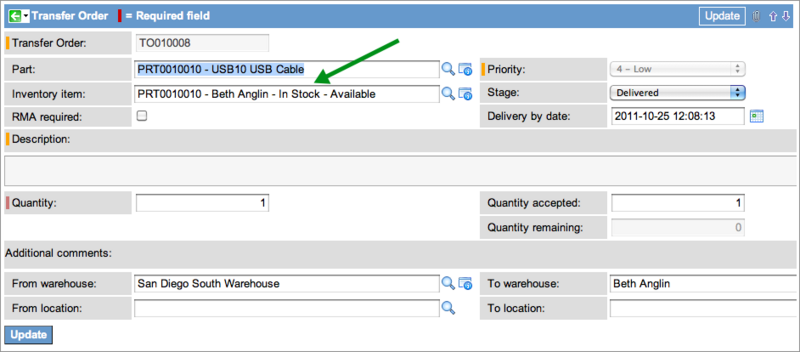 Transfer Order = Required field Update
Transfer Order: TO010008
Part: PRT0010010 - USB10 USB Cable Priority: 4 – Low
Inventory item: PRT0010010 - Beth Anglin - In Stock - Available Stage: Delivered
RMA required: Delivery by date: 2011-10-25 12:08:13
Description:
Quantity: 1 Quantity accepted: 1
Quantity remaining: 0
Additional comments:
From warehouse: San Diego South Warehouse To warehouse: Beth Anglin
From location: To location:
Update